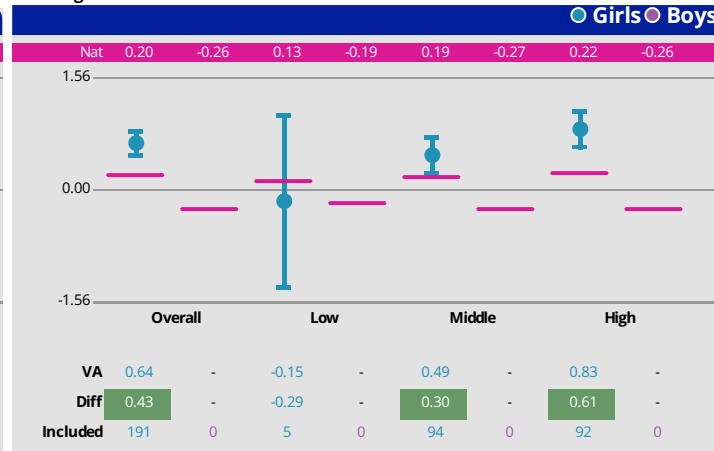 Girls Boys
Nat 0.20 -0.26 0.13 -0.19 0.19 -0.27 0.22 -0.26
1.56
0.00
-1.56
Overall Low Middle High
VA 0.64 - -0.15 - 0.49 - 0.83 -
Diff 0.43 - -0.29 - 0.30 - 0.61 -
Included 191 0 5 0 94 0 92 0